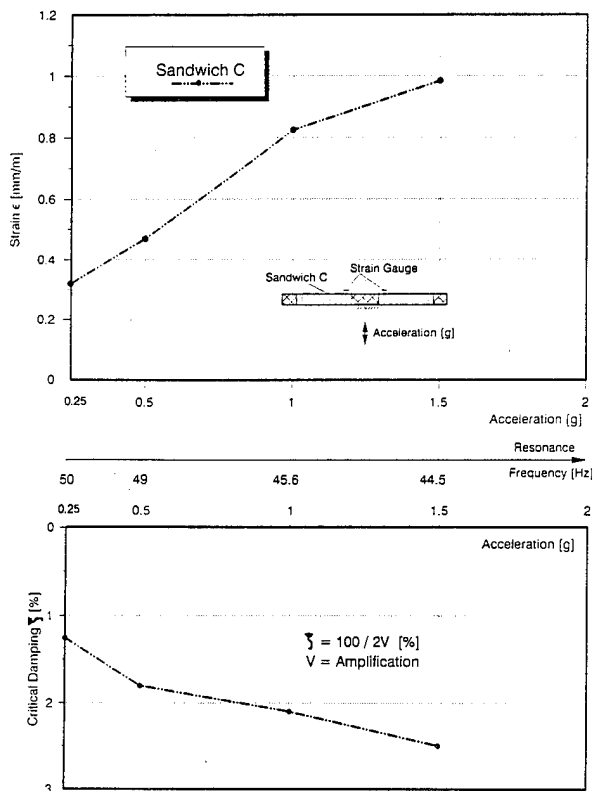 1.2
Sandwich C
1
0.8
0.6
0.4
0.2
0
Strain ε [mm/m]
Strain Gauge
Sandwich C
Acceleration [g]
0.25 0.5 1 1.5 2
Acceleration [g]
Resonance
Frequency [Hz]
50 49 45.6 44.5
0.25 0.5 1 1.5 2
Acceleration [g]
0
1
2
3
Critical Damping ζ [%]
ζ = 100 / 2V [%]
V = Amplification